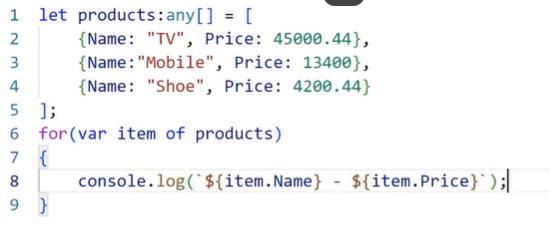 1 let products:any[] = [
2     {Name: "TV", Price: 45000.44},
3     {Name:"Mobile", Price: 13400},
4     {Name: "Shoe", Price: 4200.44}
5 ];
6 for(var item of products)
7 {
8     console.log(`${item.Name} - ${item.Price}`);
9 }